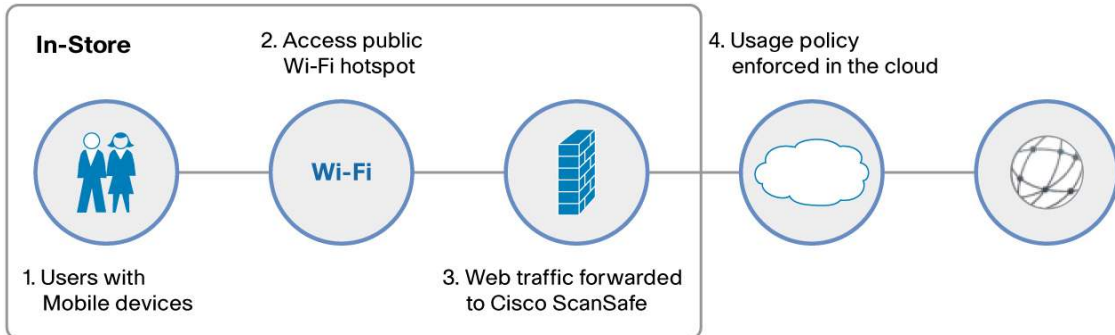 In-Store
2. Access public
Wi-Fi hotspot
4. Usage policy
enforced in the cloud
Wi-Fi
1. Users with
Mobile devices
3. Web traffic forwarded
to Cisco ScanSafe